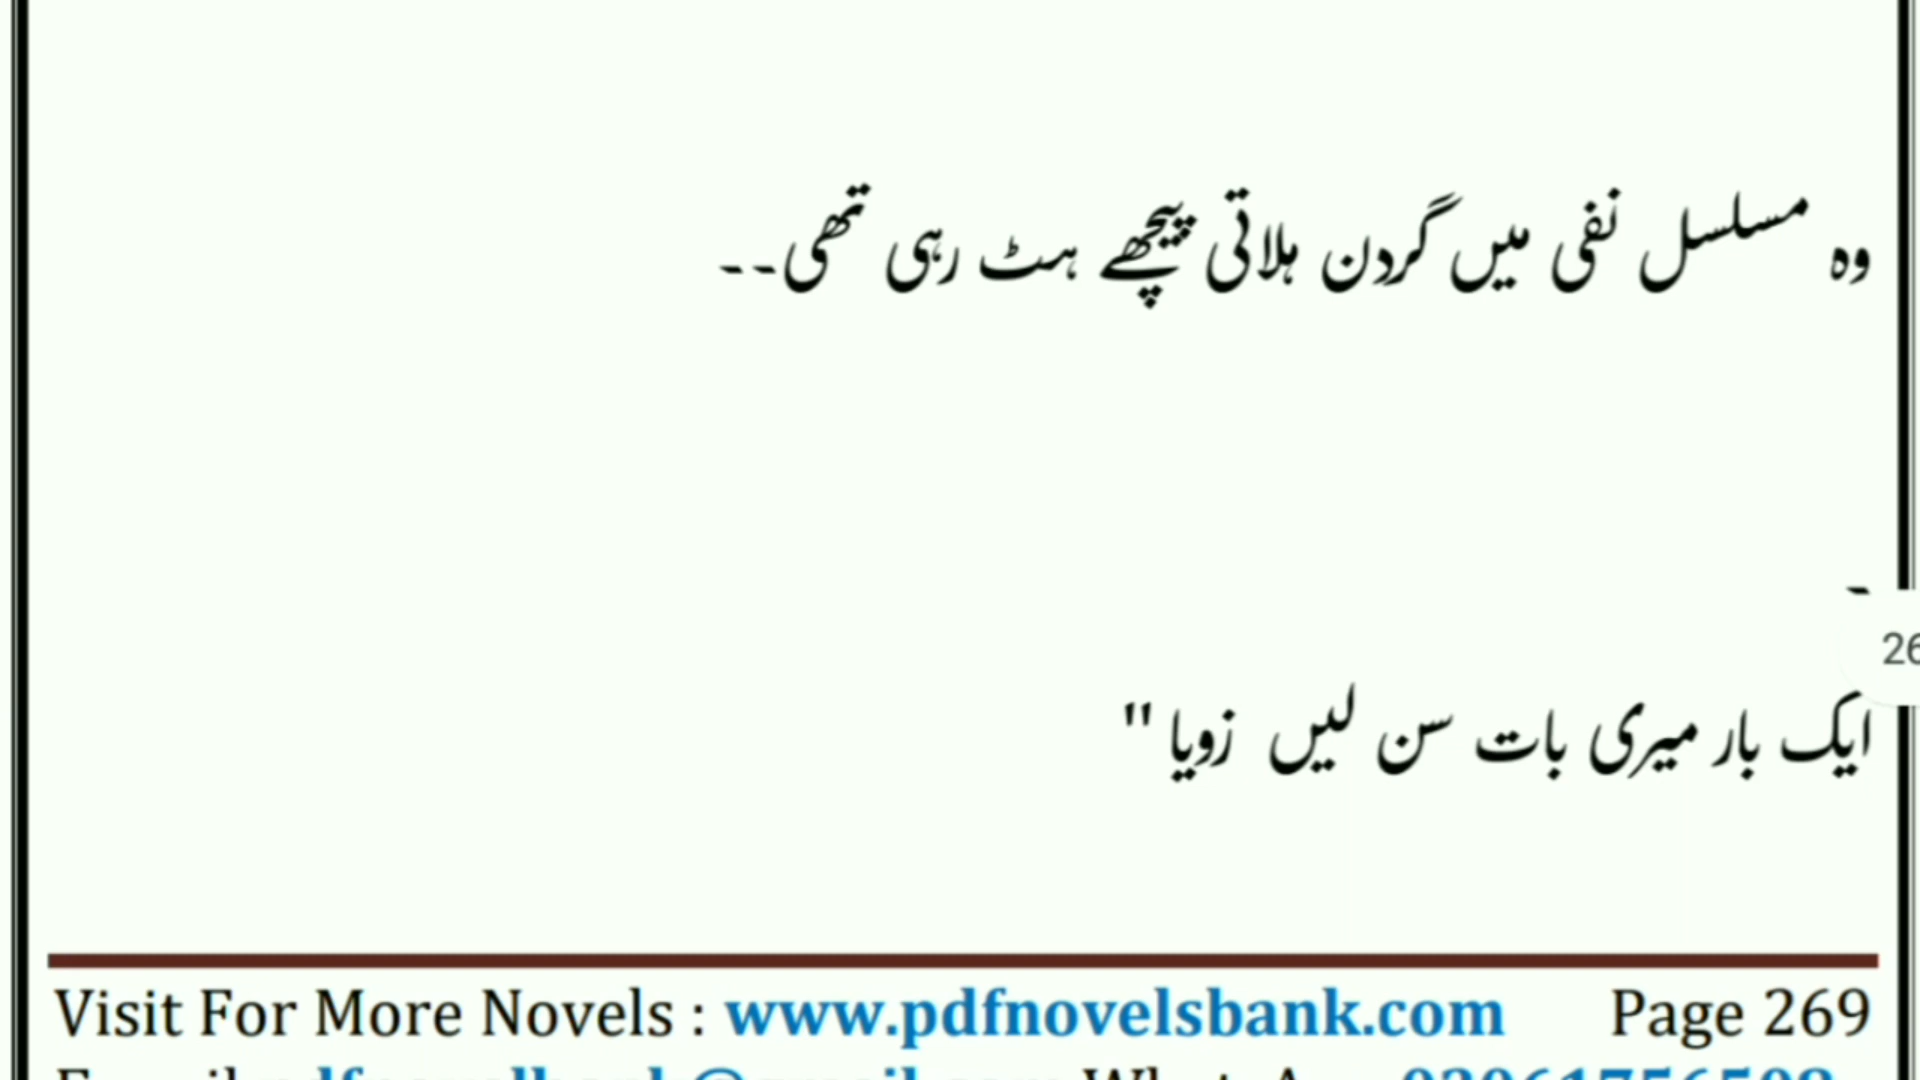 وہ مسلسل نفی میں گردن ہلاتی پیچھے ہٹ رہی تھی۔۔
۔
26
ایک بار میری بات سن لیں زویا "
Visit For More Novels : www.pdfnovelsbank.com Page 269